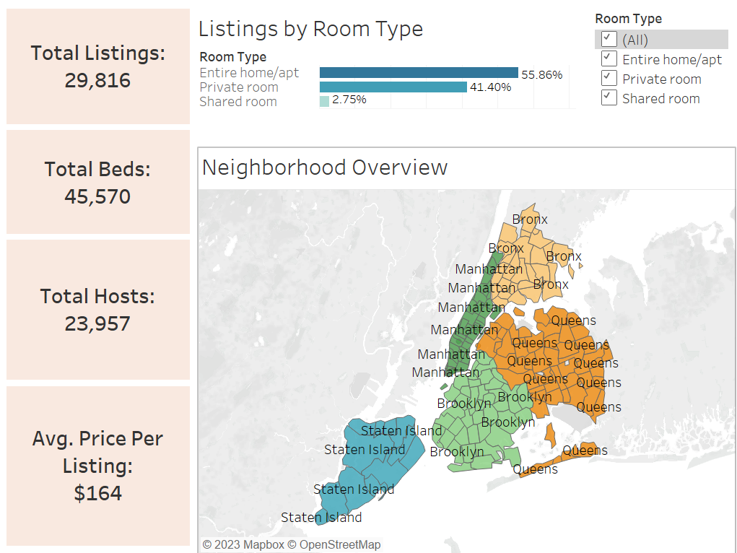 Total Listings:
29,816
Total Beds:
45,570
Total Hosts:
23,957
Avg. Price Per
Listing:
$164
Listings by Room Type
Room Type
Entire home/apt 55.86%
Private room 41.40%
Shared room 2.75%
Room Type
(All)
Entire home/apt
Private room
Shared room
Neighborhood Overview
Bronx
Bronx
Bronx
Manhattan
Manhattan
Bronx
Manhattan
Queens
Manhattan
Queens
Queens
Manhattan
Queens
Queens
Manhattan
Queens
Queens
Brooklyn
Brooklyn
Queens
Brooklyn
Staten Island
Staten Island
Brooklyn
Queens
Queens
Staten Island
Staten Island
© 2023 Mapbox © OpenStreetMap